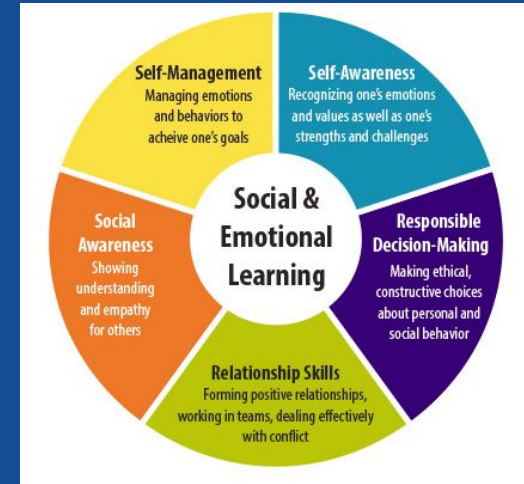 Self-Management
Managing emotions
and behaviors to
acheive one's goals
Self-Awareness
Recognizing one's emotions
and values as well as one's
strengths and challenges
Social &
Emotional
Learning
Social
Awareness
Showing
understanding
and empathy
for others
Responsible
Decision-Making
Making ethical,
constructive choices
about personal and
social behavior
Relationship Skills
Forming positive relationships,
working in teams, dealing effectively
with conflict